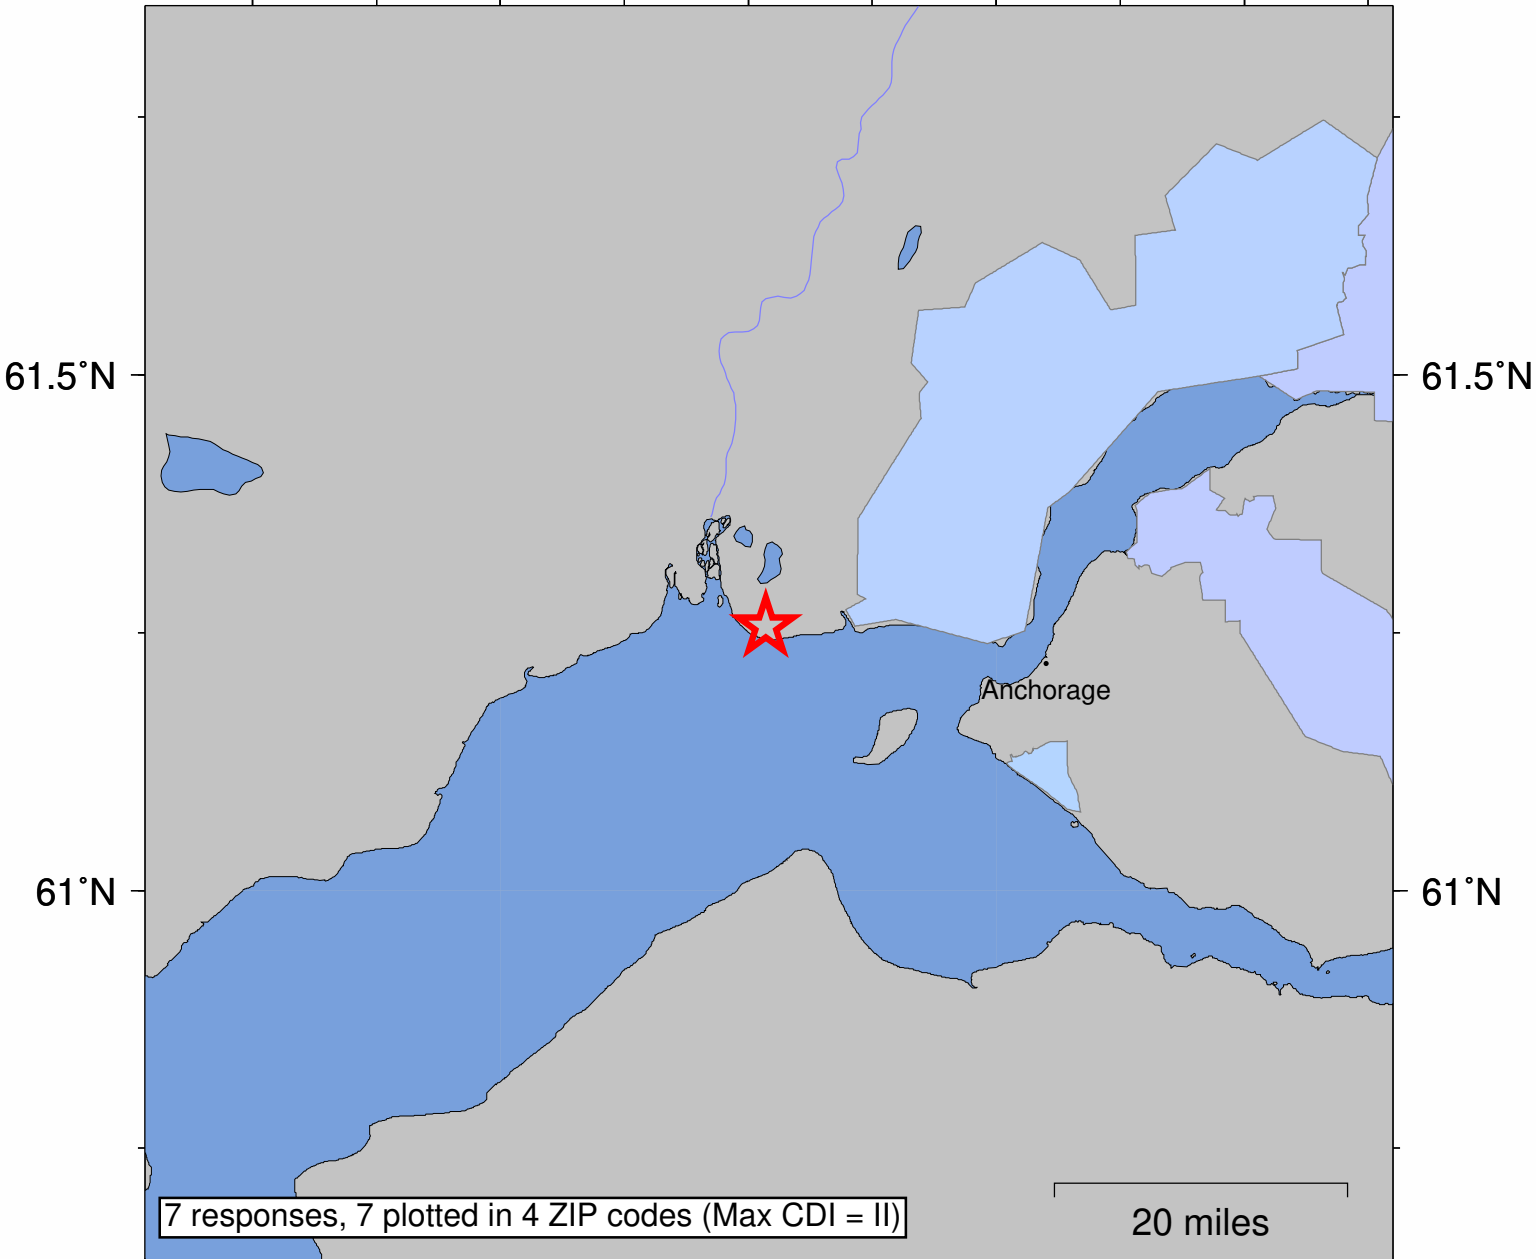 61.5˚N
61.5˚N
Anchorage
61˚N
61˚N
7 responses, 7 plotted in 4 ZIP codes (Max CDI = II)
20 miles